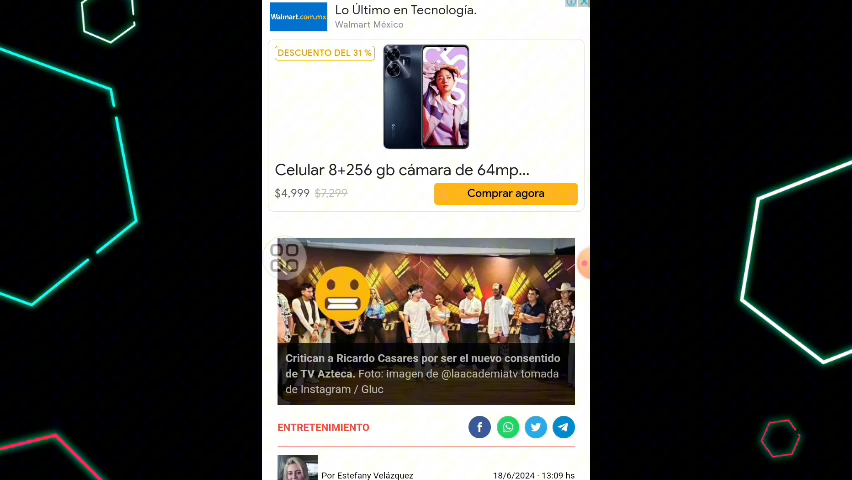 Walmart.com.mx
Lo Último en Tecnología.
Walmart México
DESCUENTO DEL 31 %
Celular 8+256 gb cámara de 64mp...
$4,999 $7,299
Comprar agora
Critican a Ricardo Casares por ser el nuevo consentido
de TV Azteca. Foto: imagen de @laacademiatv tomada
de Instagram / Gluc
ENTRETENIMIENTO
Por Estefany Velázquez
18/6/2024 · 13:09 hs